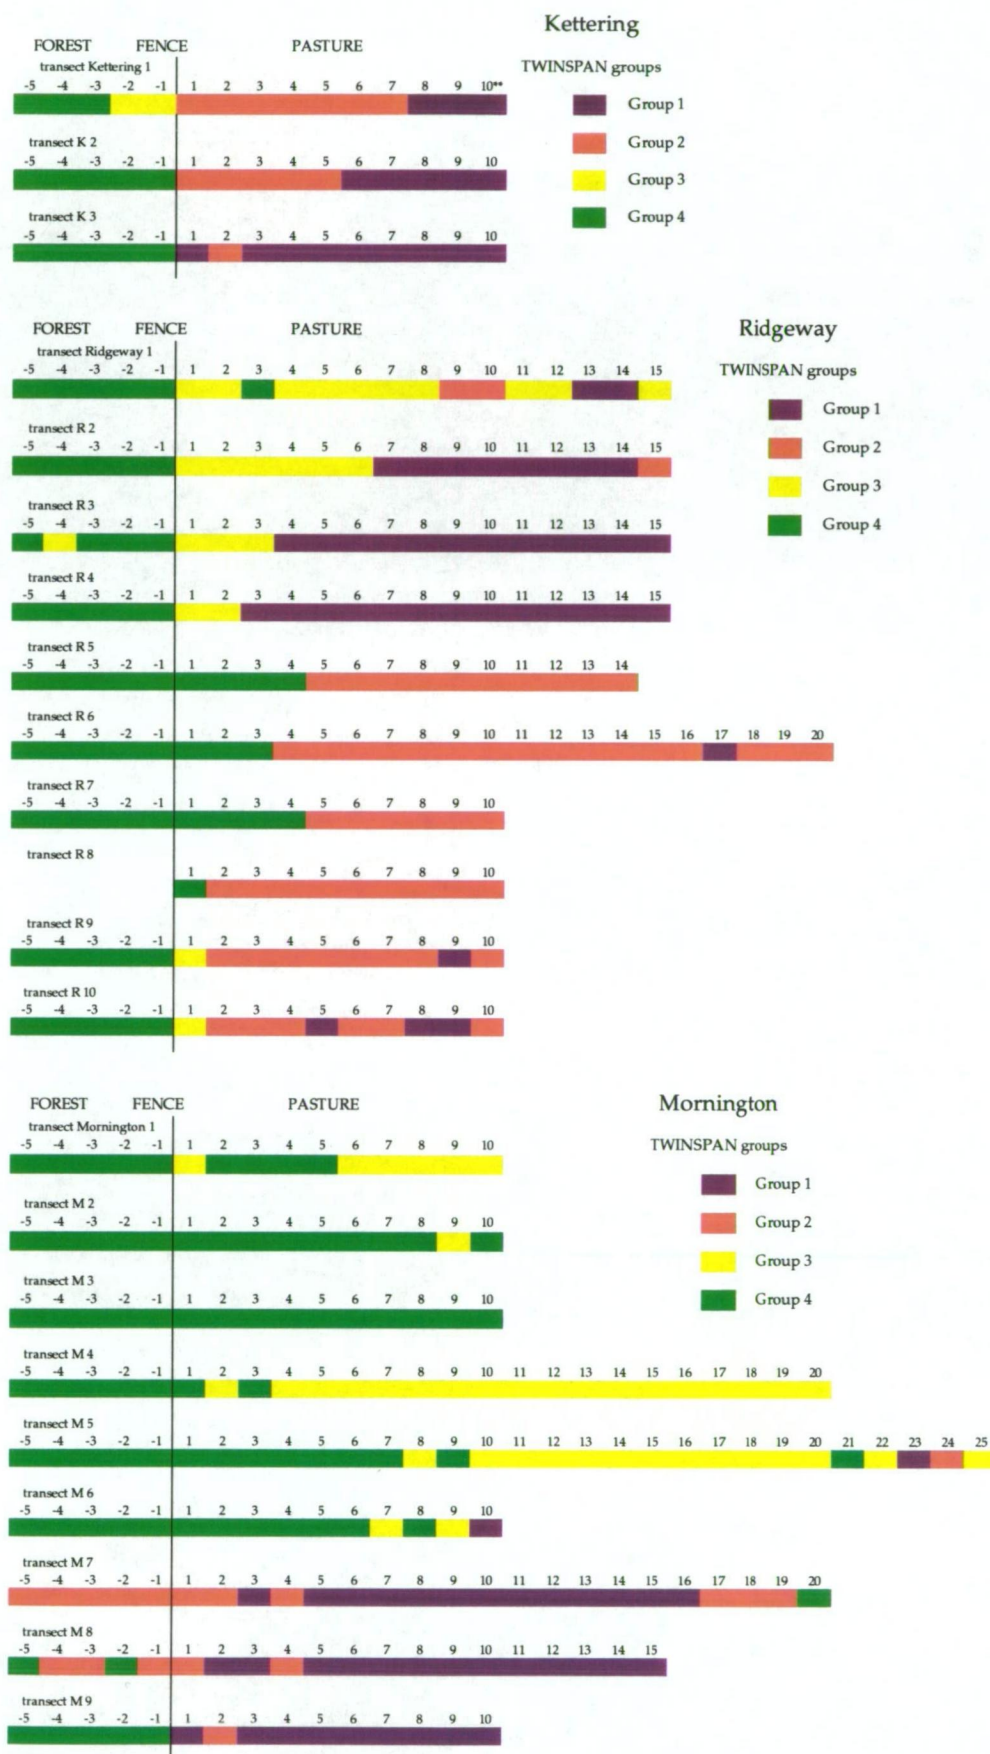 Kettering
FOREST FENCE PASTURE
transect Kettering 1
TWINSPAN groups
-5 -4 -3 -2 -1 1 2 3 4 5 6 7 8 9 10**
Group 1
transect K 2
Group 2
-5 -4 -3 -2 -1 1 2 3 4 5 6 7 8 9 10
Group 3
transect K 3
Group 4
-5 -4 -3 -2 -1 1 2 3 4 5 6 7 8 9 10
FOREST FENCE PASTURE
Ridgeway
transect Ridgeway 1
TWINSPAN groups
-5 -4 -3 -2 -1 1 2 3 4 5 6 7 8 9 10 11 12 13 14 15
Group 1
transect R 2
Group 2
-5 -4 -3 -2 -1 1 2 3 4 5 6 7 8 9 10 11 12 13 14 15
Group 3
transect R 3
Group 4
-5 -4 -3 -2 -1 1 2 3 4 5 6 7 8 9 10 11 12 13 14 15
transect R 4
-5 -4 -3 -2 -1 1 2 3 4 5 6 7 8 9 10 11 12 13 14 15
transect R 5
-5 -4 -3 -2 -1 1 2 3 4 5 6 7 8 9 10 11 12 13 14
transect R 6
-5 -4 -3 -2 -1 1 2 3 4 5 6 7 8 9 10 11 12 13 14 15 16 17 18 19 20
transect R 7
-5 -4 -3 -2 -1 1 2 3 4 5 6 7 8 9 10
transect R 8
1 2 3 4 5 6 7 8 9 10
transect R 9
-5 -4 -3 -2 -1 1 2 3 4 5 6 7 8 9 10
transect R 10
-5 -4 -3 -2 -1 1 2 3 4 5 6 7 8 9 10
FOREST FENCE PASTURE
Mornington
transect Mornington 1
TWINSPAN groups
-5 -4 -3 -2 -1 1 2 3 4 5 6 7 8 9 10
Group 1
transect M 2
Group 2
-5 -4 -3 -2 -1 1 2 3 4 5 6 7 8 9 10
Group 3
transect M 3
Group 4
-5 -4 -3 -2 -1 1 2 3 4 5 6 7 8 9 10
transect M 4
-5 -4 -3 -2 -1 1 2 3 4 5 6 7 8 9 10 11 12 13 14 15 16 17 18 19 20
transect M 5
-5 -4 -3 -2 -1 1 2 3 4 5 6 7 8 9 10 11 12 13 14 15 16 17 18 19 20 21 22 23 24 25
transect M 6
-5 -4 -3 -2 -1 1 2 3 4 5 6 7 8 9 10
transect M 7
-5 -4 -3 -2 -1 1 2 3 4 5 6 7 8 9 10 11 12 13 14 15 16 17 18 19 20
transect M 8
-5 -4 -3 -2 -1 1 2 3 4 5 6 7 8 9 10 11 12 13 14 15
transect M 9
-5 -4 -3 -2 -1 1 2 3 4 5 6 7 8 9 10